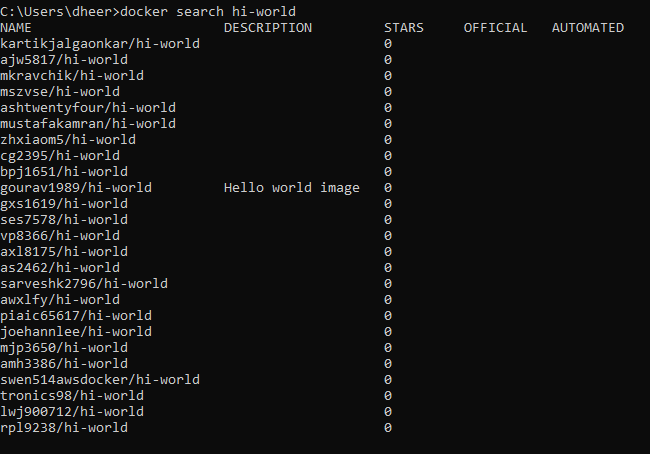 C:\Users\dheer>docker search hi-world
NAME DESCRIPTION STARS OFFICIAL AUTOMATED
kartikjalgaonkar/hi-world 0
ajw5817/hi-world 0
mkravchik/hi-world 0
mszvse/hi-world 0
ashtwentyfour/hi-world 0
mustafakamran/hi-world 0
zhxiaom5/hi-world 0
cg2395/hi-world 0
bpj1651/hi-world 0
gourav1989/hi-world Hello world image 0
gxs1619/hi-world 0
ses7578/hi-world 0
vp8366/hi-world 0
axl8175/hi-world 0
as2462/hi-world 0
sarveshk2796/hi-world 0
awxlfy/hi-world 0
piaic65617/hi-world 0
joehannlee/hi-world 0
mjp3650/hi-world 0
amh3386/hi-world 0
swen514awsdocker/hi-world 0
tronics98/hi-world 0
lwj900712/hi-world 0
rpl9238/hi-world 0